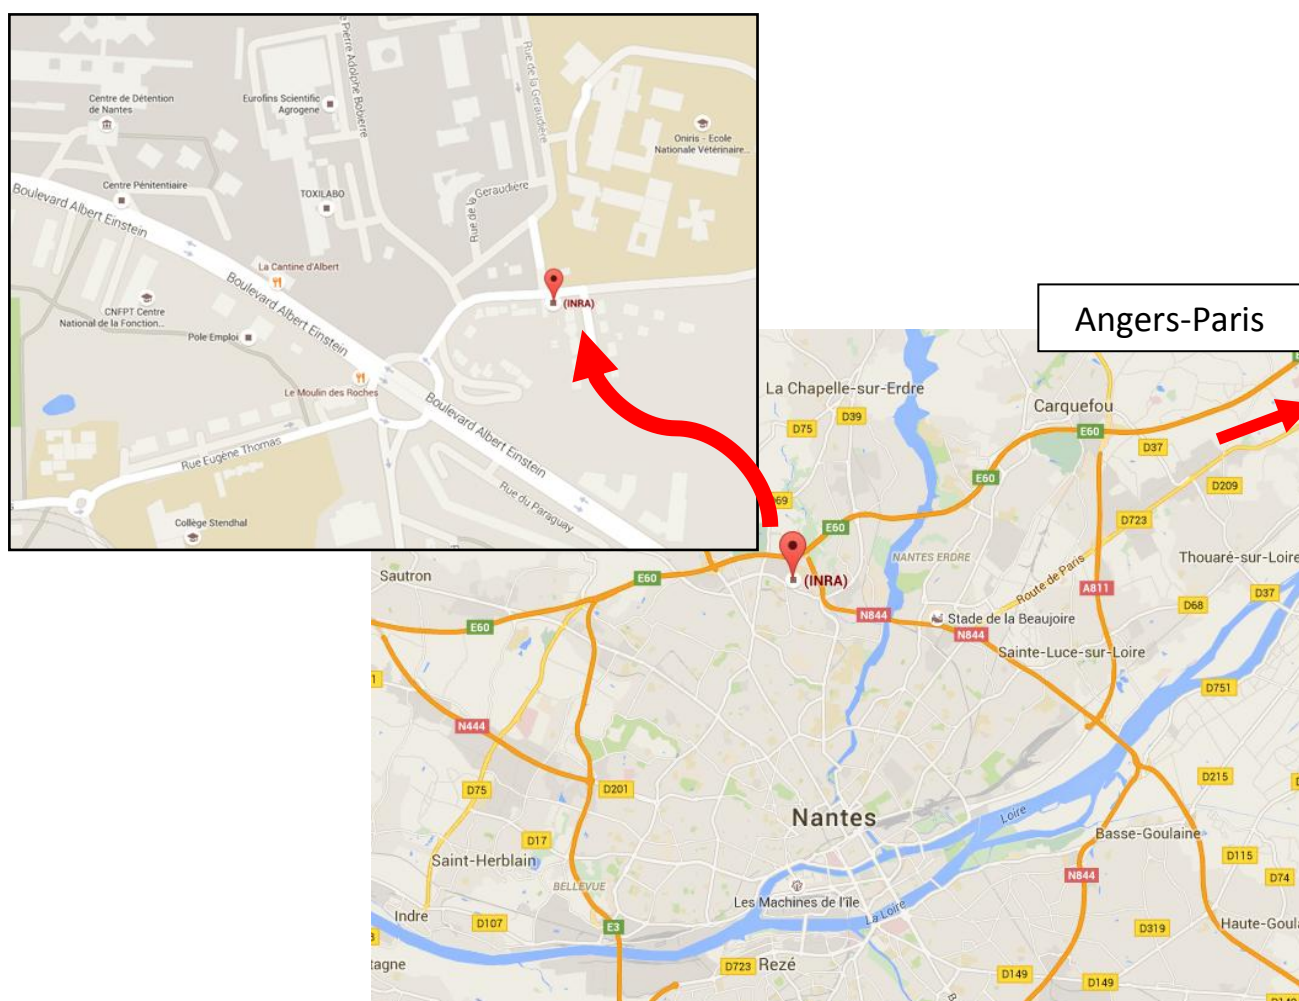 Centre de Détention
de Nantes
Eurofins Scientific
Agrogene
Pierre Adolphe Bobierre
Rue de la Geraudière
Oniris - Ecole
Nationale Vétérinaire...
Centre Pénitentiaire
TOXILABO
Rue de la Geraudière
Boulevard Albert Einstein
La Cantine d'Albert
Boulevard Albert Einstein
(INRA)
CNFPT Centre
National de la Fonction...
Pole Emploi
Le Moulin des Roches
Boulevard Albert Einstein
Rue Eugène Thomas
Rue du Paraguay
Collège Stendhal
Angers-Paris
La Chapelle-sur-Erdre
D39
D75
Carquefou
E60
D37
E60
D209
D69
E60
D723
NANTES ERDRE
Route de Paris
Thouaré-sur-Loire
Sautron
E60
(INRA)
A811
D37
D68
N844
Stade de la Beaujoire
N844
E60
Sainte-Luce-sur-Loire
D751
N444
D75
D201
D215
Nantes
Loire
Basse-Goulaine
D17
Saint-Herblain
D115
BELLEVUE
N844
D74
Les Machines de l'île
Indre
D107
E3
La Loire
D319
Haute-Goula
tagne
D723
Rezé
D149
D149